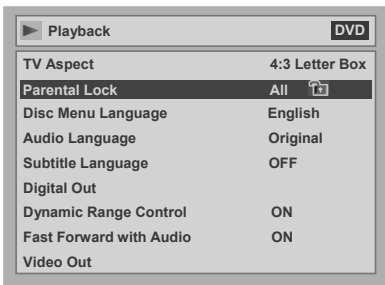 Playback DVD
TV Aspect 4:3 Letter Box
Parental Lock All
Disc Menu Language English
Audio Language Original
Subtitle Language OFF
Digital Out
Dynamic Range Control ON
Fast Forward with Audio ON
Video Out